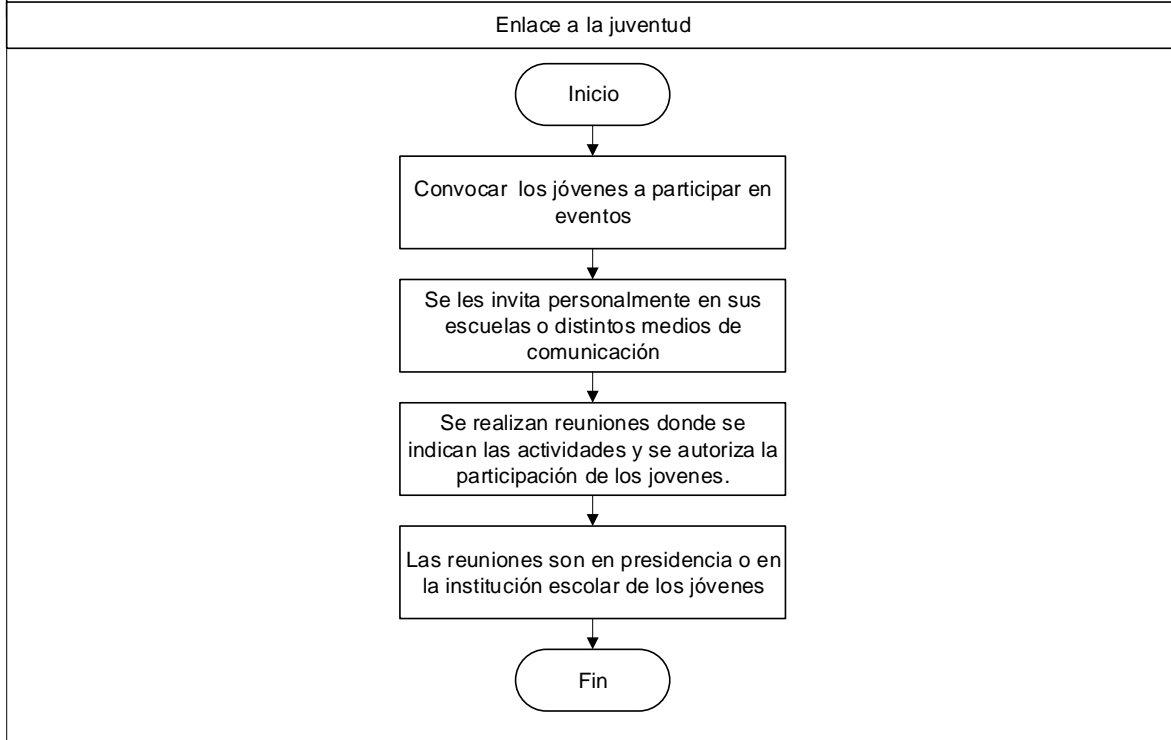 Enlace a la juventud
Inicio
Convocar los jóvenes a participar en
eventos
Se les invita personalmente en sus
escuelas o distintos medios de
comunicación
Se realizan reuniones donde se
indican las actividades y se autoriza la
participación de los jovenes.
Las reuniones son en presidencia o en
la institución escolar de los jóvenes
Fin